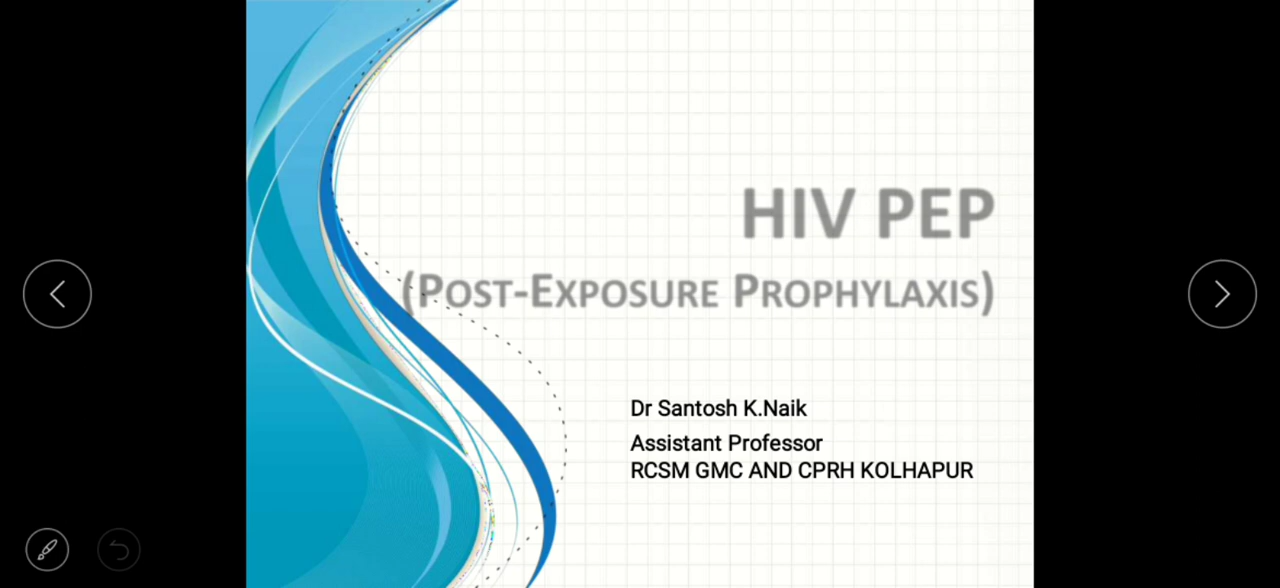 HIV PEP
(POST-EXPOSURE PROPHYLAXIS)
Dr Santosh K.Naik
Assistant Professor
RCSM GMC AND CPRH KOLHAPUR